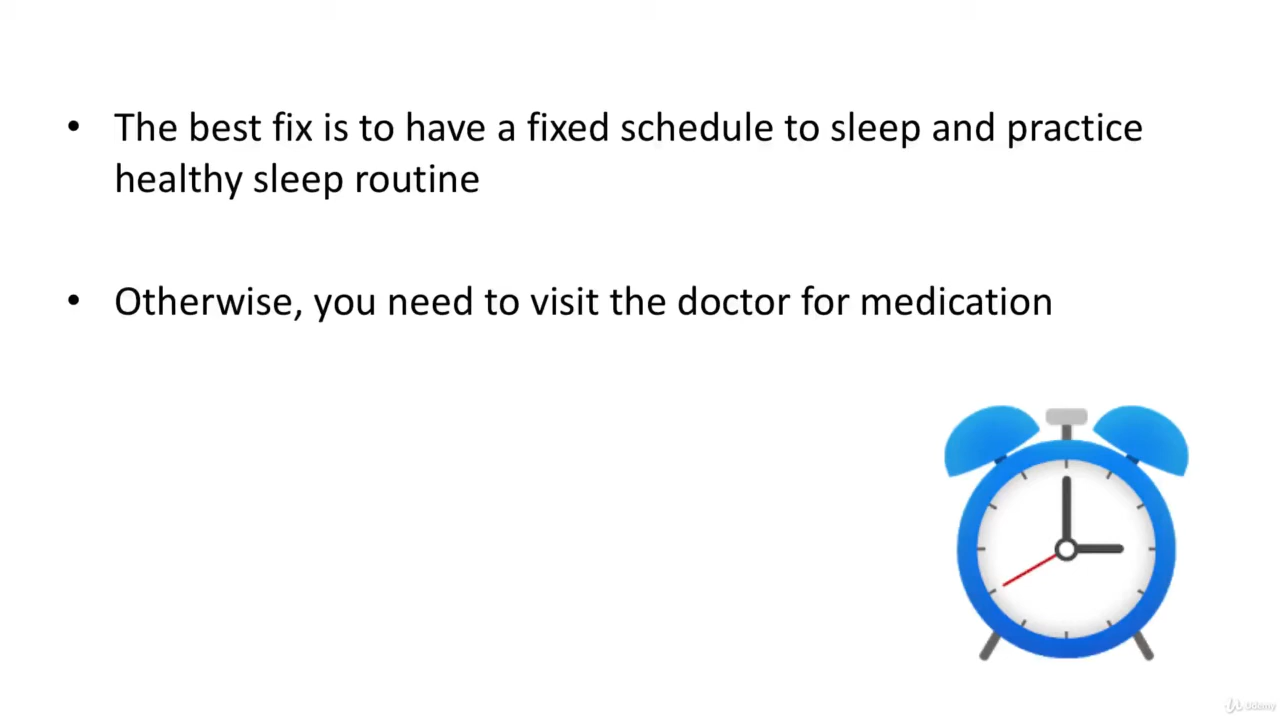 • The best fix is to have a fixed schedule to sleep and practice
healthy sleep routine
• Otherwise, you need to visit the doctor for medication
Udemy